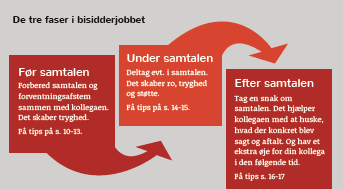 De tre faser i bisidderjobbet
Før samtalen
Forbered samtalen og
forventningsafstem
sammen med kollegaen.
Det skaber tryghed.
Få tips på s. 10-13.
Under samtalen
Deltag evt. i samtalen.
Det skaber ro, tryghed
og støtte.
Få tips på s. 14-15.
Efter samtalen
Tag en snak om
samtalen. Det hjælper
kollegaen med at huske,
hvad der konkret blev
sagt og aftalt. Og hav et
ekstra øje for din kollega
i den følgende tid.
Få tips s. 16-17